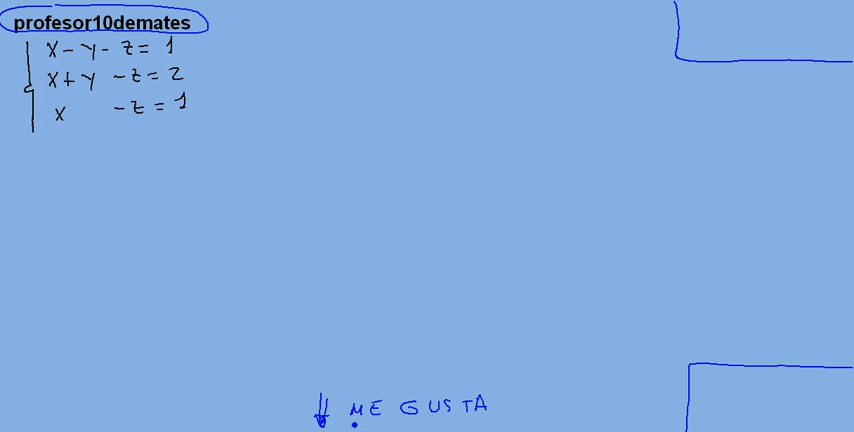 profesor10demates
x - y - z = 1
x + y - z = 2
x - z = 1
ME GUSTA